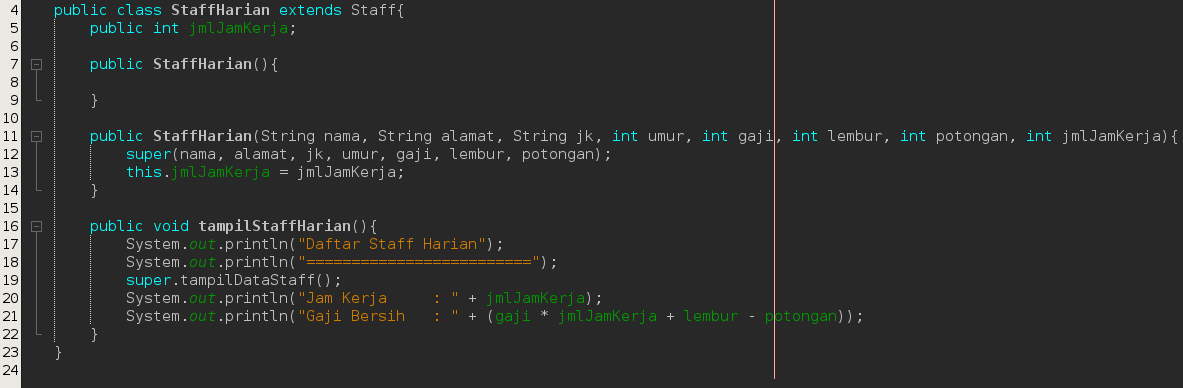 4 public class StaffHarian extends Staff{
5     public int jmlJamKerja;
6
7     public StaffHarian(){
8
9     }
10
11     public StaffHarian(String nama, String alamat, String jk, int umur, int gaji, int lembur, int potongan, int jmlJamKerja){
12         super(nama, alamat, jk, umur, gaji, lembur, potongan);
13         this.jmlJamKerja = jmlJamKerja;
14     }
15
16     public void tampilStaffHarian(){
17         System.out.println("Daftar Staff Harian");
18         System.out.println("=========================");
19         super.tampilDataStaff();
20         System.out.println("Jam Kerja     : " + jmlJamKerja);
21         System.out.println("Gaji Bersih   : " + (gaji * jmlJamKerja + lembur - potongan));
22     }
23 }
24